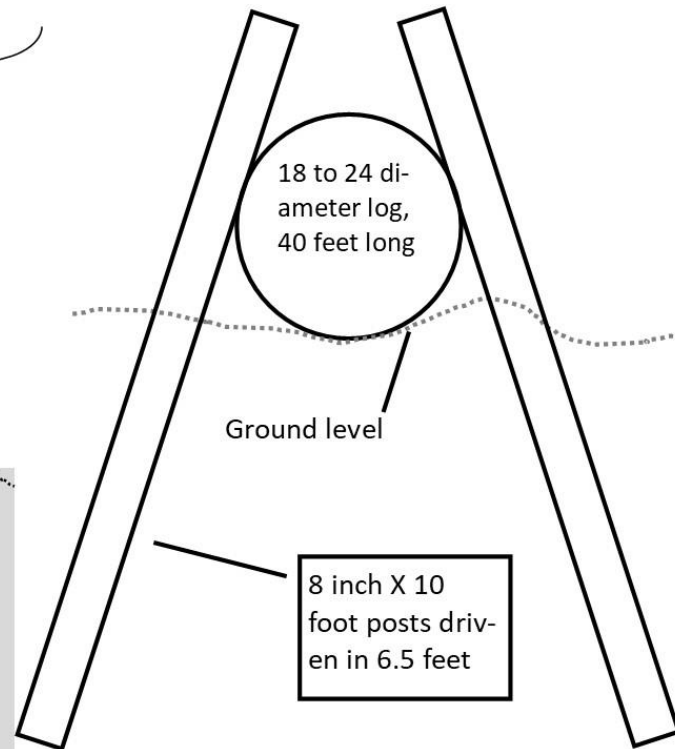 18 to 24 di-
ameter log,
40 feet long
Ground level
8 inch X 10
foot posts driv-
en in 6.5 feet